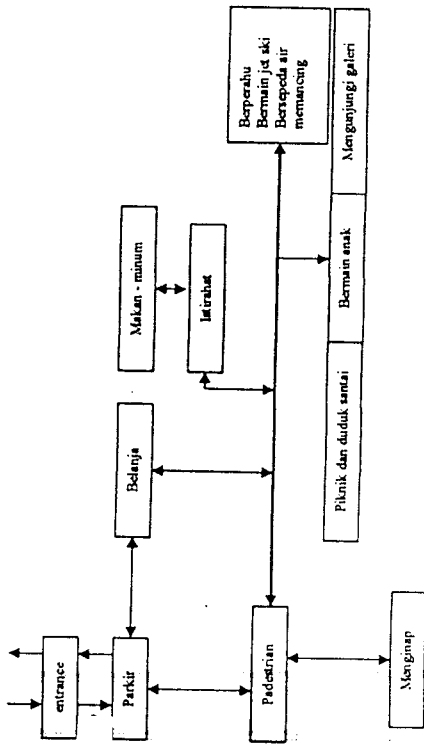 entrance
Parkir
Belanja
Makan - minum
Istirahat
Padestrian
Berperahu
Bermain jet ski
Bersepeda air
memancing
Piknik dan duduk santai
Bermain anak
Mengunjungi galeri
Menginap